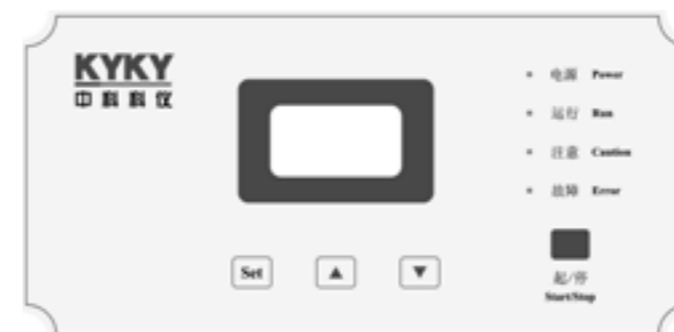 KYKY
中科科仪
电源 Power
运行 Run
注意 Caution
故障 Error
Set
起/停
Start/Stop